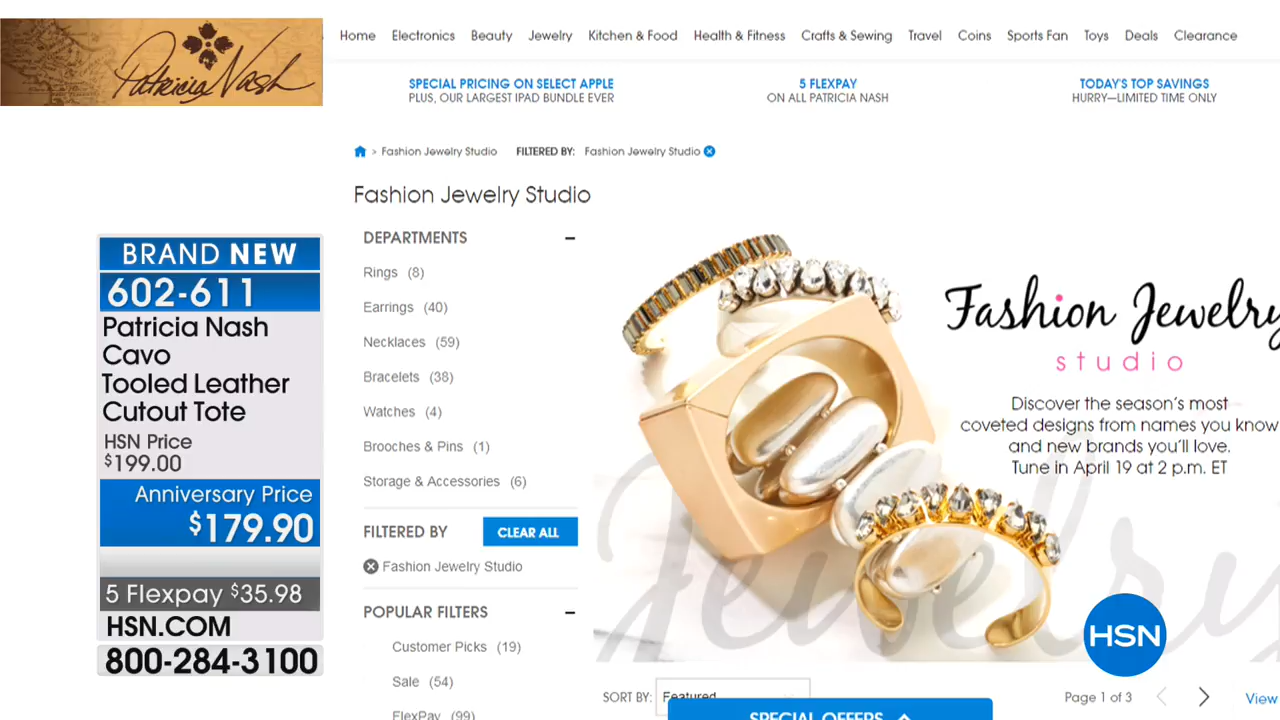 Patricia Nash
Home Electronics Beauty Jewelry Kitchen & Food Health & Fitness Crafts & Sewing Travel Coins Sports Fan Toys Deals Clearance
SPECIAL PRICING ON SELECT APPLE
PLUS, OUR LARGEST IPAD BUNDLE EVER
5 FLEXPAY
ON ALL PATRICIA NASH
TODAY'S TOP SAVINGS
HURRY—LIMITED TIME ONLY
> Fashion Jewelry Studio FILTERED BY: Fashion Jewelry Studio
Fashion Jewelry Studio
DEPARTMENTS
Rings (8)
Earrings (40)
Necklaces (59)
Bracelets (38)
Watches (4)
Brooches & Pins (1)
Storage & Accessories (6)
FILTERED BY CLEAR ALL
Fashion Jewelry Studio
POPULAR FILTERS
Customer Picks (19)
Sale (54)
FlexPay (99)
BRAND NEW
602-611
Patricia Nash
Cavo
Tooled Leather
Cutout Tote
HSN Price
$199.00
Anniversary Price
$179.90
5 Flexpay $35.98
HSN.COM
800-284-3100
Fashion Jewelry
studio
Discover the season's most
coveted designs from names you know
and new brands you'll love.
Tune in April 19 at 2 p.m. ET
Jewelry
HSN
SORT BY: Featured
Page 1 of 3
View
SPECIAL OFFERS